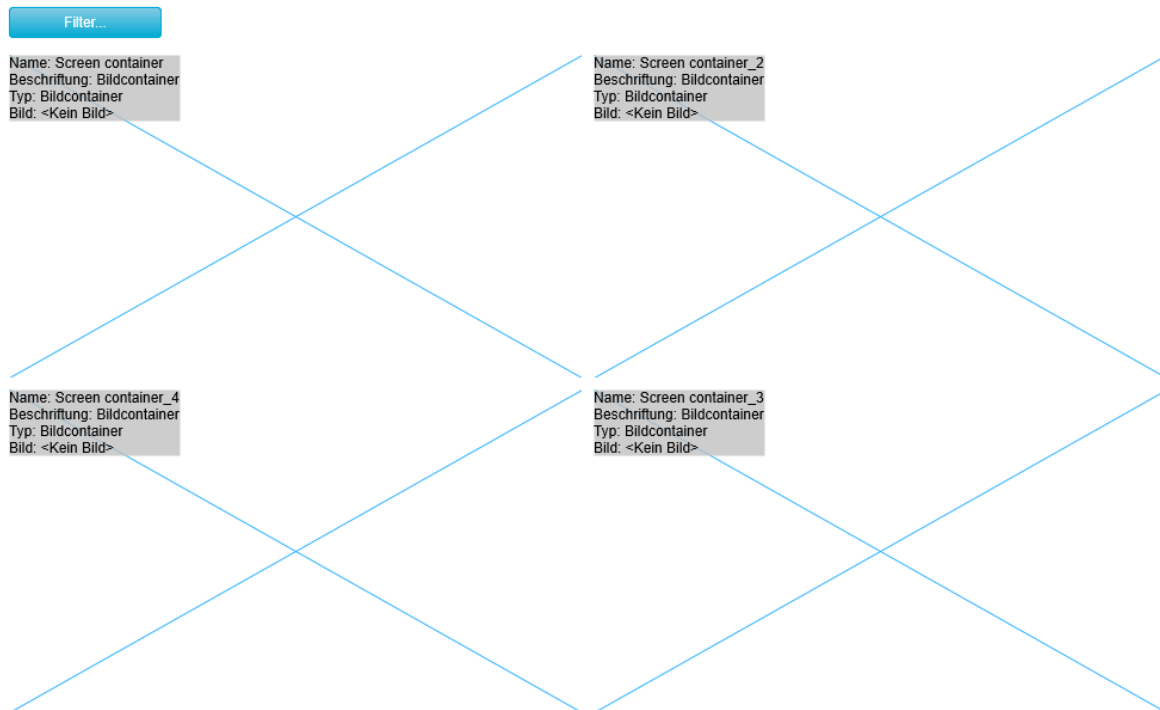 Filter...
Name: Screen container
Beschriftung: Bildcontainer
Typ: Bildcontainer
Bild: <Kein Bild>
Name: Screen container_2
Beschriftung: Bildcontainer
Typ: Bildcontainer
Bild: <Kein Bild>
Name: Screen container_4
Beschriftung: Bildcontainer
Typ: Bildcontainer
Bild: <Kein Bild>
Name: Screen container_3
Beschriftung: Bildcontainer
Typ: Bildcontainer
Bild: <Kein Bild>